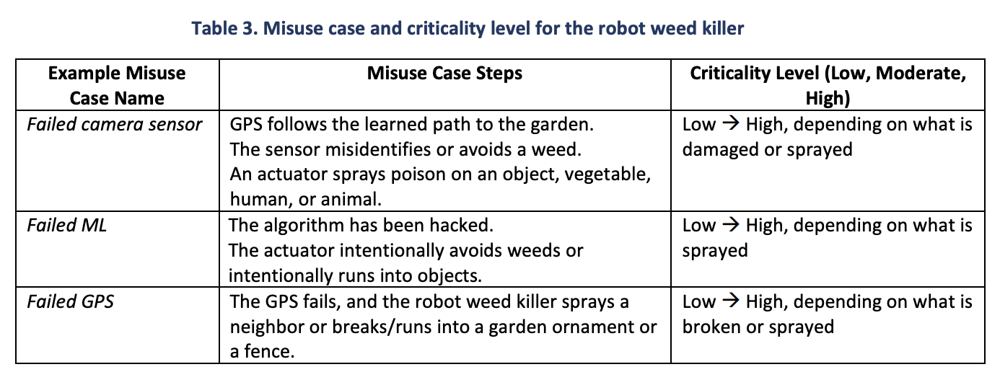 Table 3. Misuse case and criticality level for the robot weed killer
Example Misuse
Case Name
Misuse Case Steps
Criticality Level (Low, Moderate,
High)
Failed camera sensor
GPS follows the learned path to the garden.
The sensor misidentifies or avoids a weed.
An actuator sprays poison on an object, vegetable,
human, or animal.
Low → High, depending on what is
damaged or sprayed
Failed ML
The algorithm has been hacked.
The actuator intentionally avoids weeds or
intentionally runs into objects.
Low → High, depending on what is
sprayed
Failed GPS
The GPS fails, and the robot weed killer sprays a
neighbor or breaks/runs into a garden ornament or
a fence.
Low → High, depending on what is
broken or sprayed